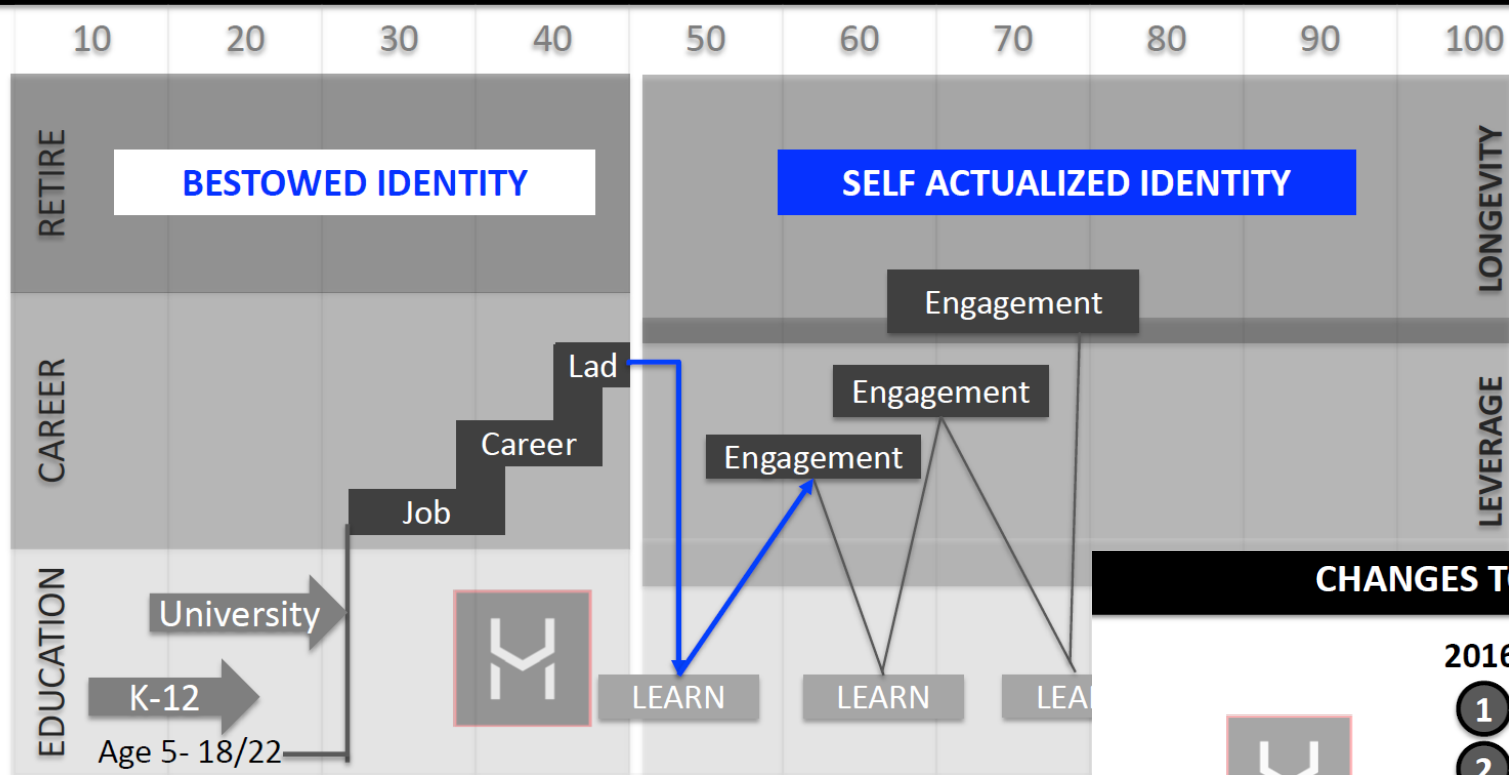 10 20 30 40 50 60 70 80 90 100
RETIRE
BESTOWED IDENTITY
SELF ACTUALIZED IDENTITY
LONGEVITY
Engagement
CAREER
Lad
Engagement
LEVERAGE
Career
Engagement
Job
EDUCATION
University
CHANGES T
2016
K-12
LEARN
LEARN
LEA
1
Age 5- 18/22
2